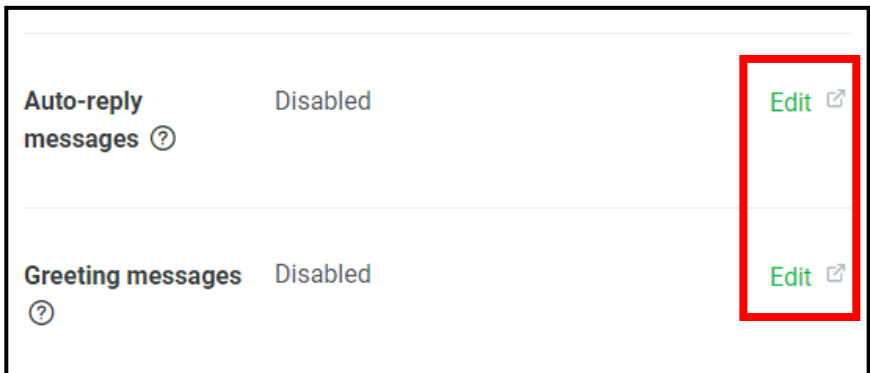 Auto-reply Disabled Edit
messages ?
Greeting messages Disabled Edit
?